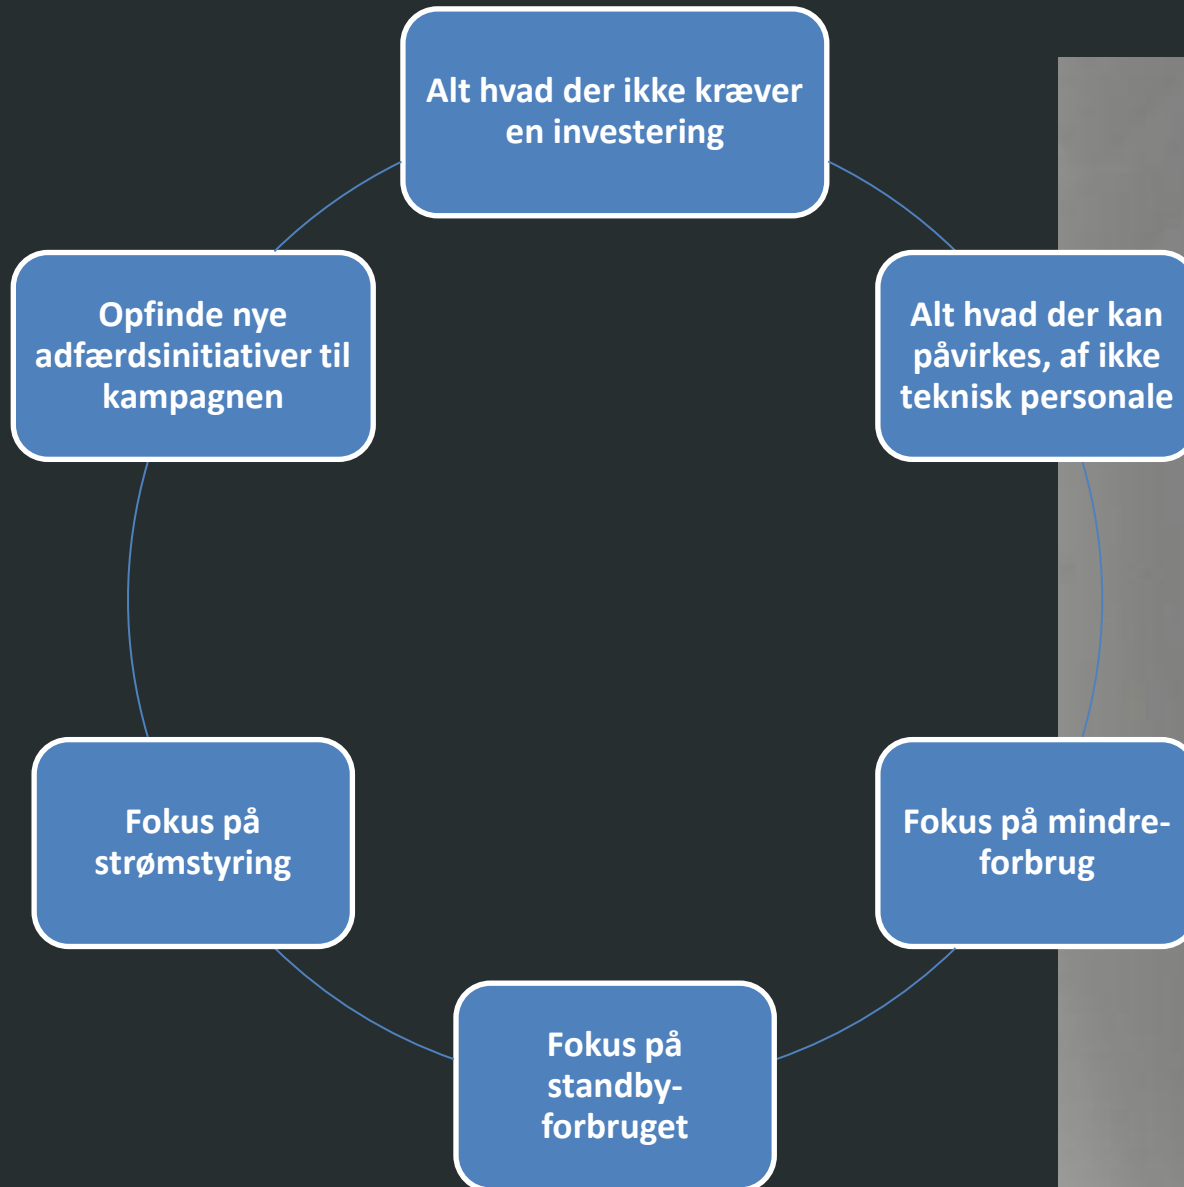 Alt hvad der ikke kræver
en investering
Alt hvad der kan
påvirkes, af ikke
teknisk personale
Fokus på mindre-
forbrug
Fokus på
standby-
forbruget
Fokus på
strømstyring
Opfinde nye
adfærdsinitiativer til
kampagnen